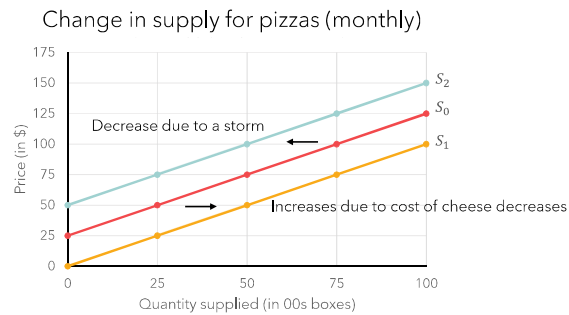 Change in supply for pizzas (monthly)
175
150
125
100
75
50
25
0
Price (in $)
Decrease due to a storm
Increases due to cost of cheese decreases
S₂
S₀
S₁
0 25 50 75 100
Quantity supplied (in 00s boxes)